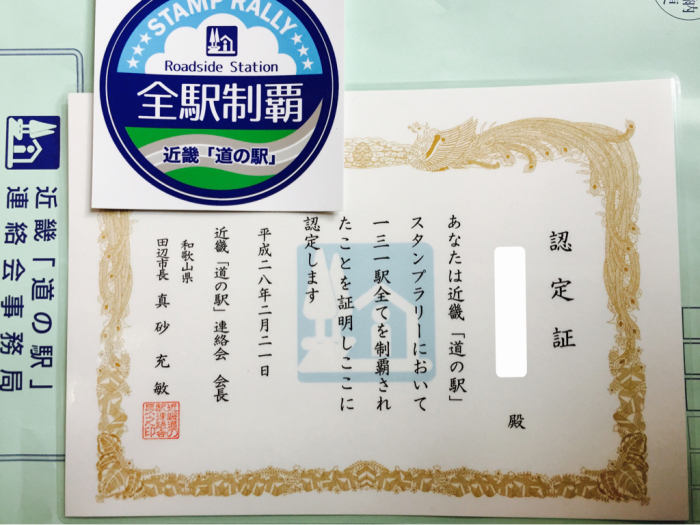 STAMP RALLY
Roadside Station
全駅制覇
近畿「道の駅」
認定証
殿
あなたは近畿「道の駅」
スタンプラリーにおいて
一三一駅全てを制覇され
たことを証明しここに
認定します
平成二八年二月二一日
近畿「道の駅」連絡会 会長
和歌山県
田辺市長 真砂充敏
近畿「道の駅」
連絡会事務局